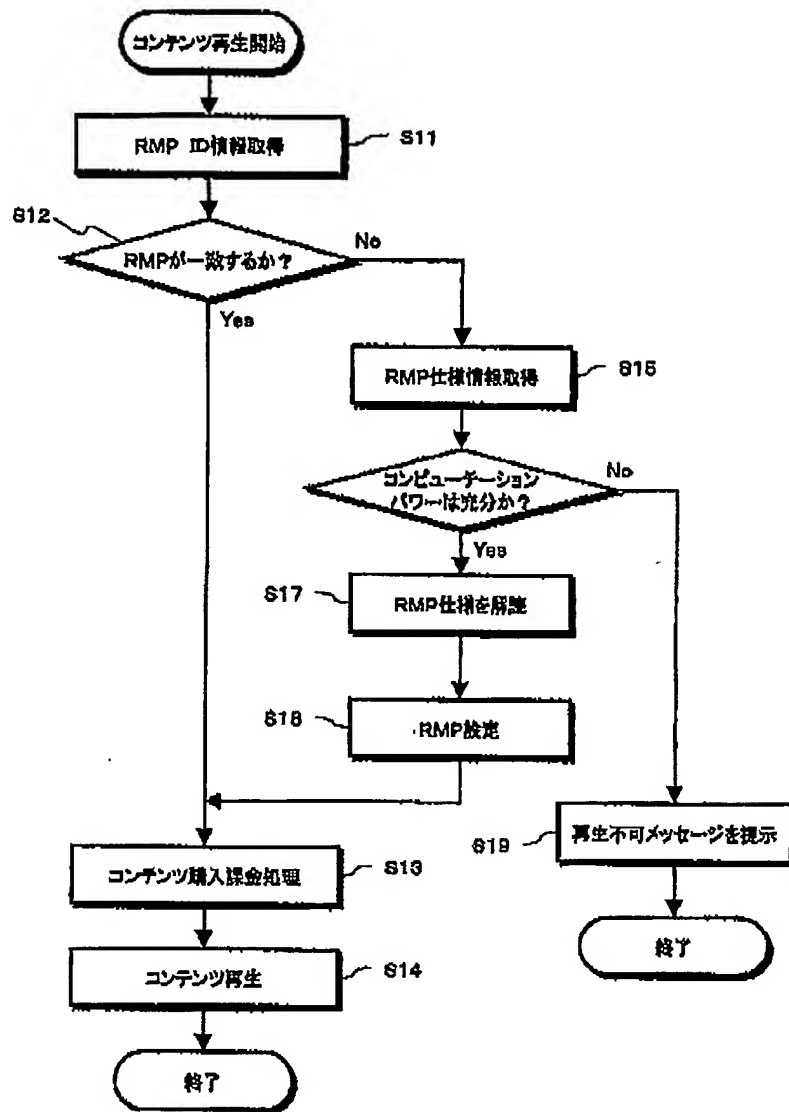 コンテンツ再生開始
RMP ID情報取得
S11
S12
RMPが一致するか？
No
Yes
RMP仕様情報取得
S15
コンピューテーション
パワーは充分か？
No
Yes
S17
RMP仕様を解読
S18
RMP設定
コンテンツ購入課金処理
S13
S19
再生不可メッセージを提示
コンテンツ再生
S14
終了
終了